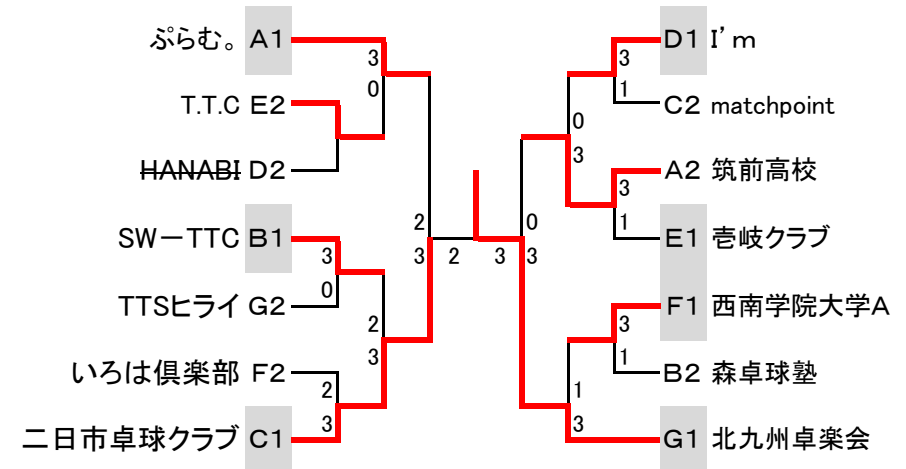 ぷらむ。 A1
3
0
T.T.C E2
HANABI D2
SW－TTC B1
3
0
TTSヒライ G2
2
3
いろは倶楽部 F2
2
3
二日市卓球クラブ C1
2
3
2
3
D1 I'm
3
1
C2 matchpoint
0
3
A2 筑前高校
3
1
E1 壱岐クラブ
0
3
F1 西南学院大学A
3
1
B2 森卓球塾
1
3
G1 北九州卓楽会